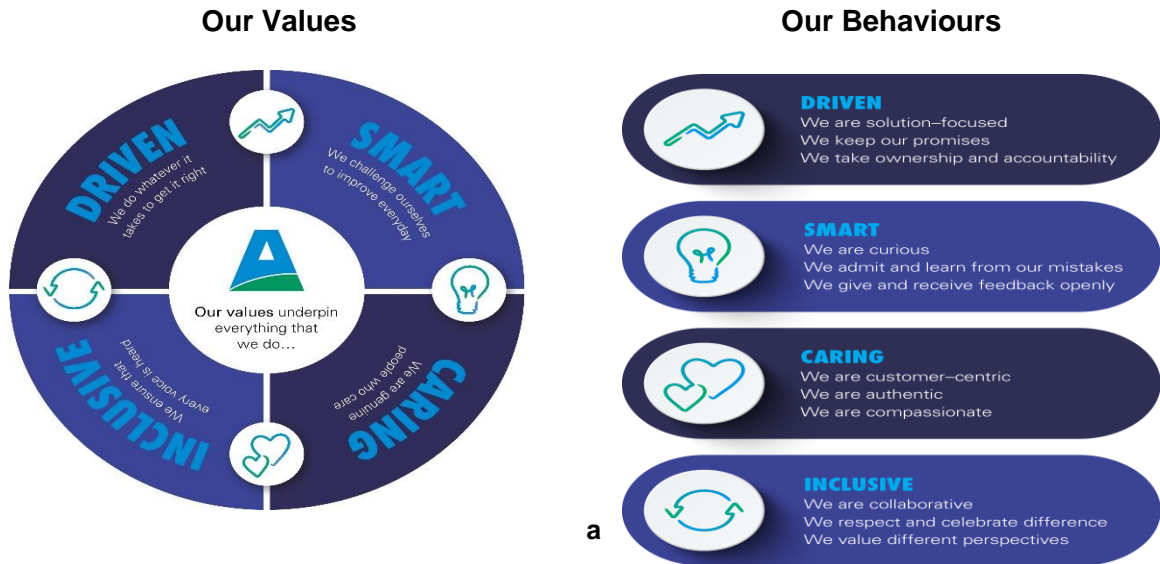 Our Values
DRIVEN
We do whatever it
takes to get it right
SMART
We challenge ourselves
to improve everyday
Our values underpin
everything that
we do...
INCLUSIVE
We ensure that
every voice is heard
CARING
We are genuine
people who care
Our Behaviours
DRIVEN
We are solution–focused
We keep our promises
We take ownership and accountability
SMART
We are curious
We admit and learn from our mistakes
We give and receive feedback openly
CARING
We are customer–centric
We are authentic
We are compassionate
INCLUSIVE
We are collaborative
We respect and celebrate difference
We value different perspectives
a